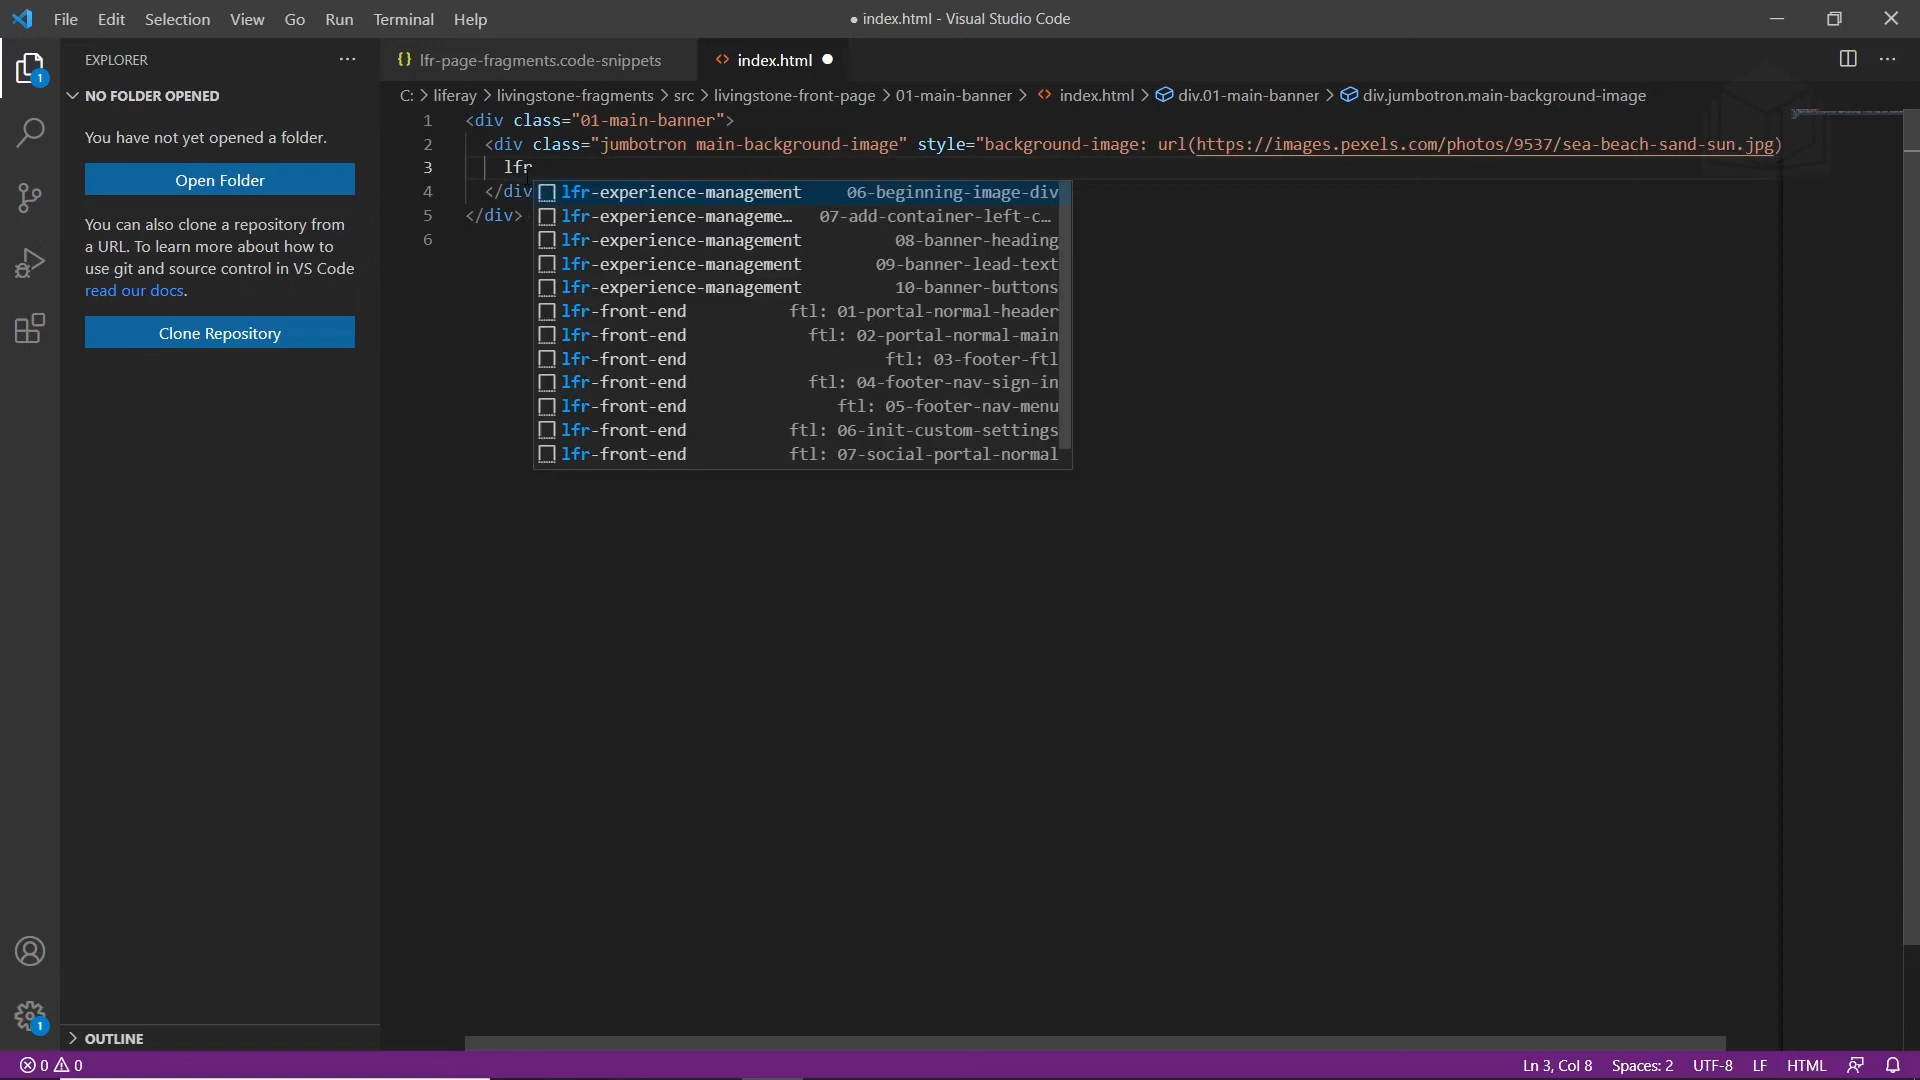 File Edit Selection View Go Run Terminal Help
● index.html - Visual Studio Code
EXPLORER ···
NO FOLDER OPENED
You have not yet opened a folder.
Open Folder
You can also clone a repository from
a URL. To learn more about how to
use git and source control in VS Code
read our docs.
Clone Repository
OUTLINE
1
1
{} lfr-page-fragments.code-snippets
<> index.html ●
C: > liferay > livingstone-fragments > src > livingstone-front-page > 01-main-banner > <> index.html > div.01-main-banner > div.jumbotron.main-background-image
1 <div class="01-main-banner">
2 <div class="jumbotron main-background-image" style="background-image: url(https://images.pexels.com/photos/9537/sea-beach-sand-sun.jpg)
3 lfr
4 </div
5 </div>
6
lfr-experience-management 06-beginning-image-div
lfr-experience-manageme… 07-add-container-left-c…
lfr-experience-management 08-banner-heading
lfr-experience-management 09-banner-lead-text
lfr-experience-management 10-banner-buttons
lfr-front-end ftl: 01-portal-normal-header
lfr-front-end ftl: 02-portal-normal-main
lfr-front-end ftl: 03-footer-ftl
lfr-front-end ftl: 04-footer-nav-sign-in
lfr-front-end ftl: 05-footer-nav-menu
lfr-front-end ftl: 06-init-custom-settings
lfr-front-end ftl: 07-social-portal-normal
0 0
Ln 3, Col 8 Spaces: 2 UTF-8 LF HTML